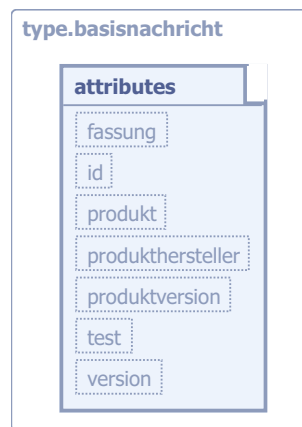 type.basisnachricht
attributes
fassung
id
produkt
produkthersteller
produktversion
test
version